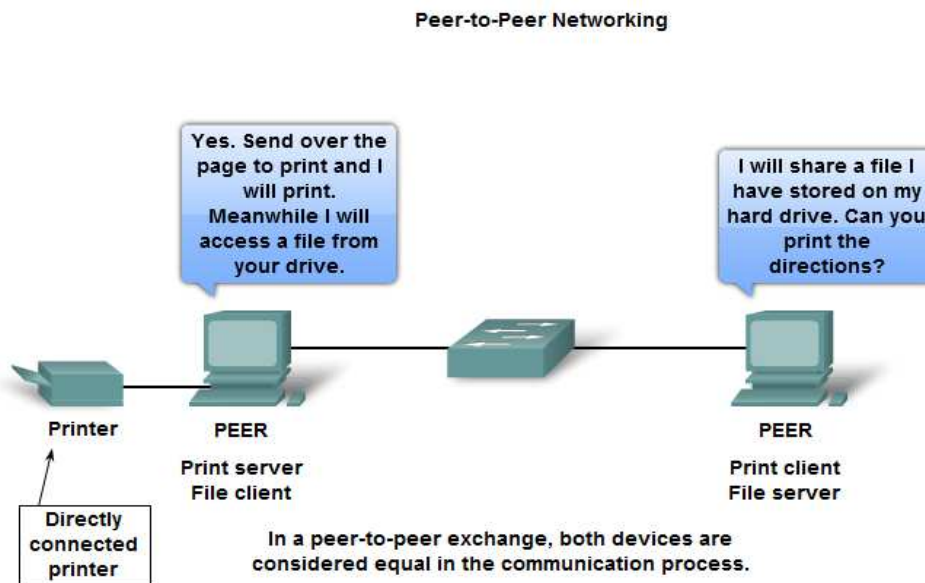 Peer-to-Peer Networking
Yes. Send over the
page to print and I
will print.
Meanwhile I will
access a file from
your drive.
I will share a file I
have stored on my
hard drive. Can you
print the
directions?
Printer
PEER
Print server
File client
PEER
Print client
File server
Directly
connected
printer
In a peer-to-peer exchange, both devices are
considered equal in the communication process.